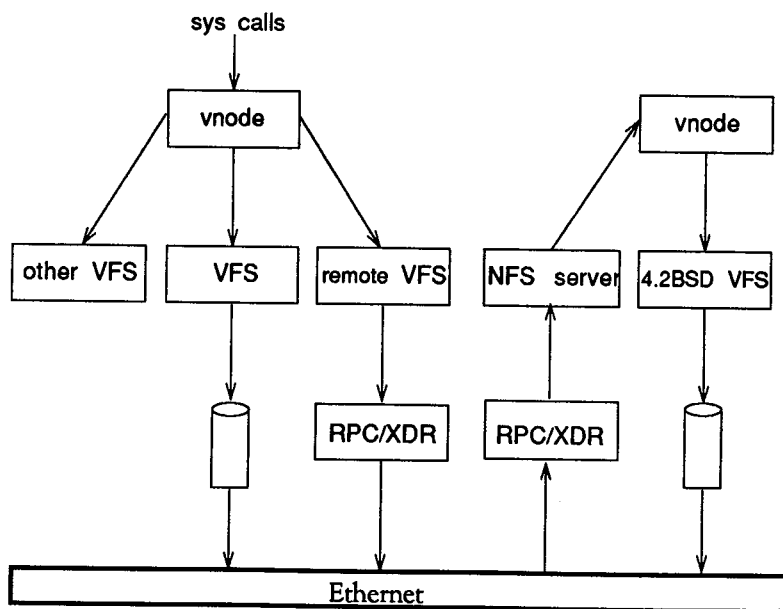 sys calls
vnode
vnode
other VFS
VFS
remote VFS
NFS server
4.2BSD VFS
RPC/XDR
RPC/XDR
Ethernet